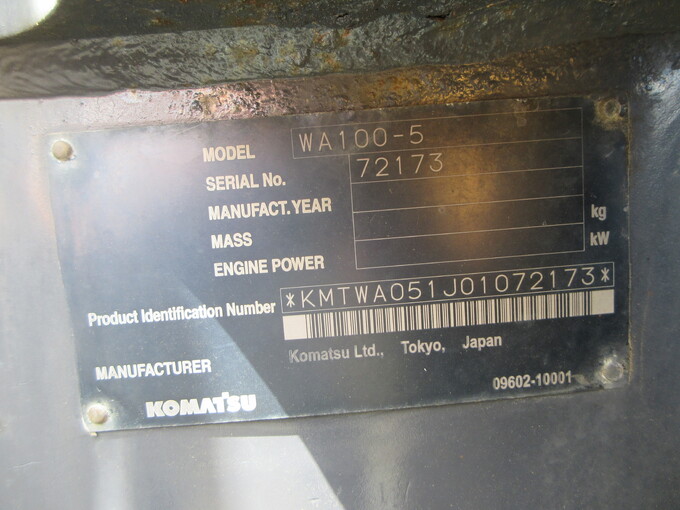 MODEL WA100-5
SERIAL No. 72173
MANUFACT.YEAR
MASS kg
ENGINE POWER kW
Product Identification Number *KMTWA051J01072173*
MANUFACTURER Komatsu Ltd., Tokyo, Japan
KOMATSU 09602-10001